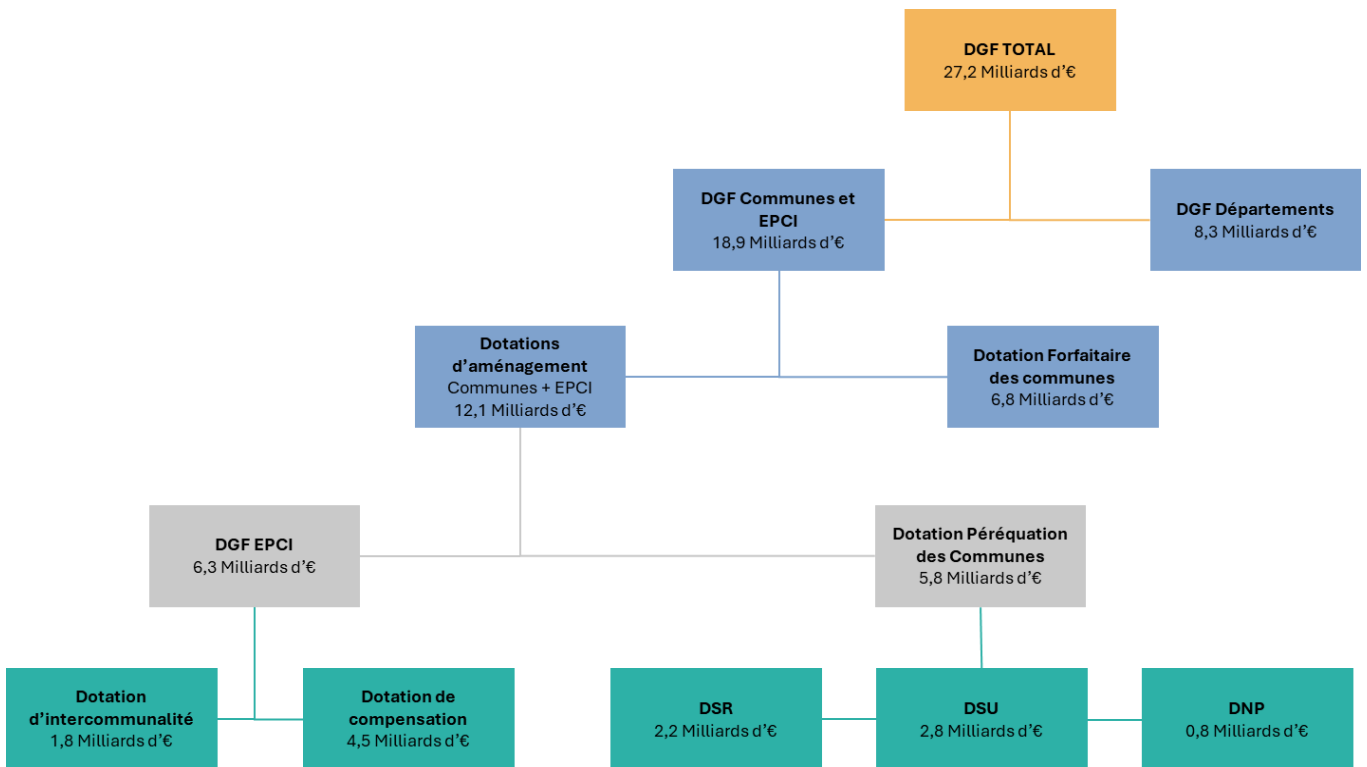 DGF TOTAL
27,2 Milliards d'€
DGF Communes et
EPCI
18,9 Milliards d'€
DGF Départements
8,3 Milliards d'€
Dotations
d'aménagement
Communes + EPCI
12,1 Milliards d'€
Dotation Forfaitaire
des communes
6,8 Milliards d'€
DGF EPCI
6,3 Milliards d'€
Dotation Péréquation
des Communes
5,8 Milliards d'€
Dotation
d'intercommunalité
1,8 Milliards d'€
Dotation de
compensation
4,5 Milliards d'€
DSR
2,2 Milliards d'€
DSU
2,8 Milliards d'€
DNP
0,8 Milliards d'€